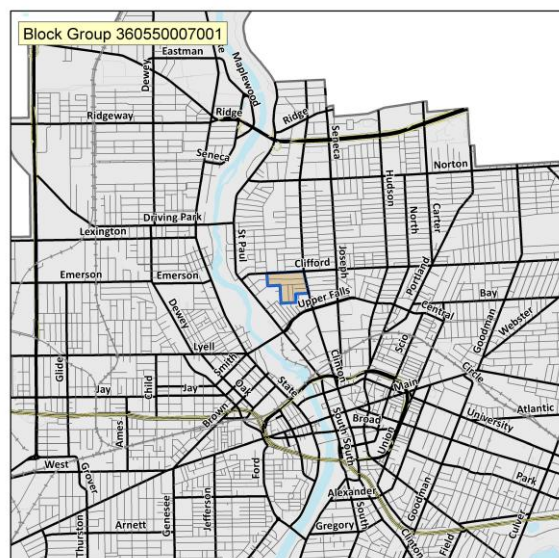 Block Group 360550007001
Eastman
Dewey
Maplewood
Ridge
Ridge
Ridgeway
Seneca
Seneca
Norton
Hudson
North
Carter
Driving Park
Lexington
St Paul
Joseph
Portland
Clifford
Emerson
Emerson
Upper Falls
Bay
Central
Webster
Goodman
Dewey
Lyell
Smith
Clinton
Scio
Glide
Child
Jay
Jay
Oak
State
Main
Circle
Brown
Broad
University
Atlantic
Ames
South
South
Union
West
Grover
Ford
Park
Alexander
Goodman
Genesee
Jefferson
Arnett
Thurston
Gregory
South
Clinton
Field
Culver